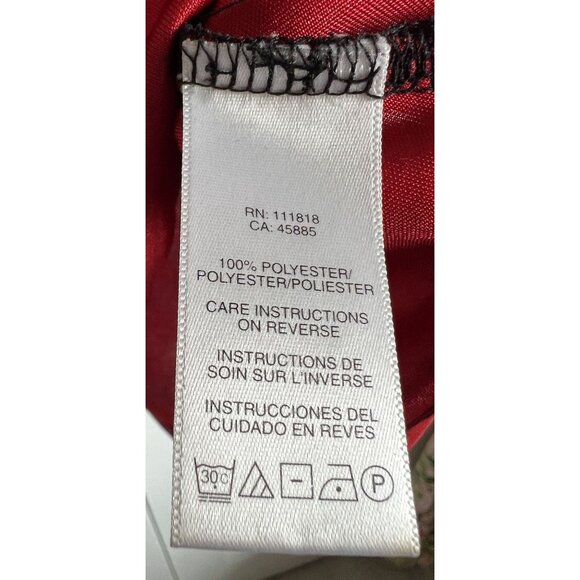 RN: 111818
CA: 45885
100% POLYESTER/
POLYESTER/POLIESTER
CARE INSTRUCTIONS
ON REVERSE
INSTRUCTIONS DE
SOIN SUR L'INVERSE
INSTRUCCIONES DEL
CUIDADO EN REVES
30 C P